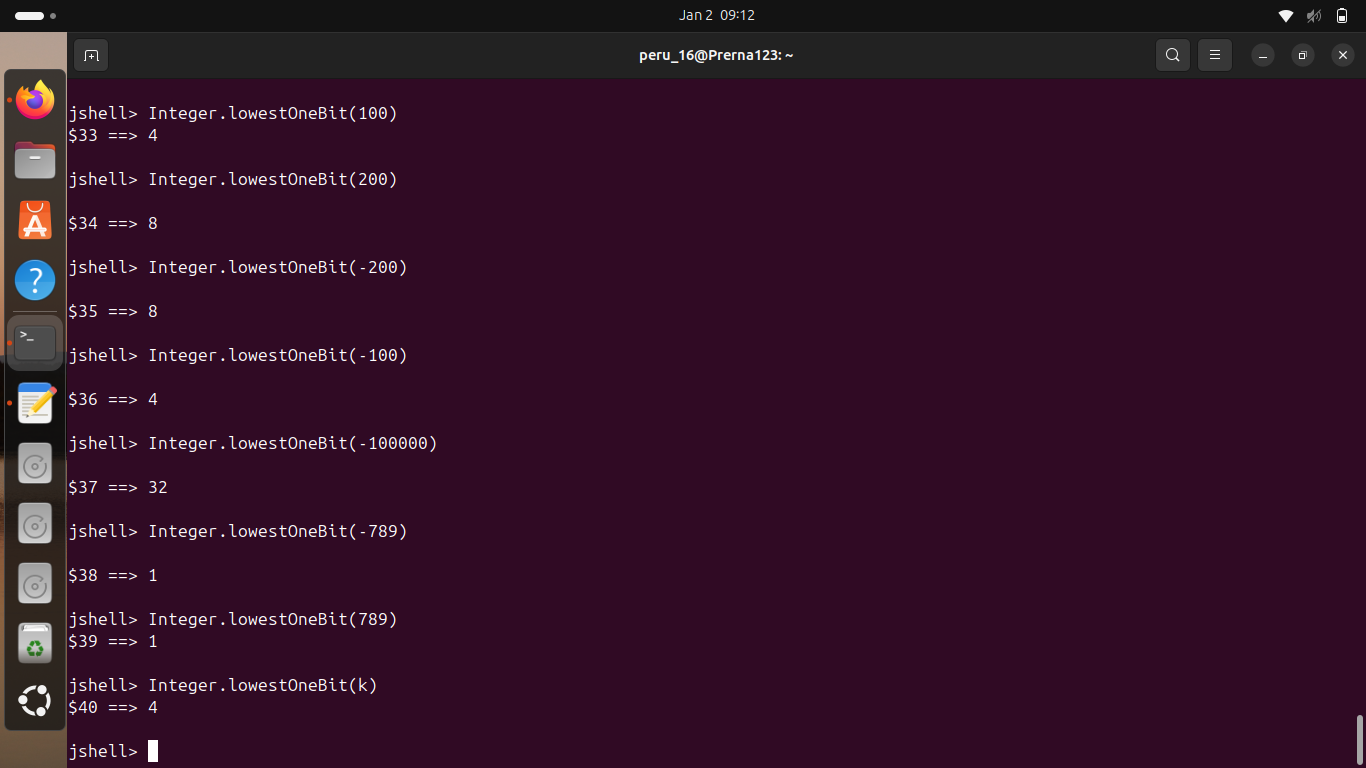 Jan 2 09:12
peru_16@Prerna123: ~
jshell> Integer.lowestOneBit(100)
$33 ==> 4
jshell> Integer.lowestOneBit(200)
$34 ==> 8
jshell> Integer.lowestOneBit(-200)
$35 ==> 8
jshell> Integer.lowestOneBit(-100)
$36 ==> 4
jshell> Integer.lowestOneBit(-100000)
$37 ==> 32
jshell> Integer.lowestOneBit(-789)
$38 ==> 1
jshell> Integer.lowestOneBit(789)
$39 ==> 1
jshell> Integer.lowestOneBit(k)
$40 ==> 4
jshell>